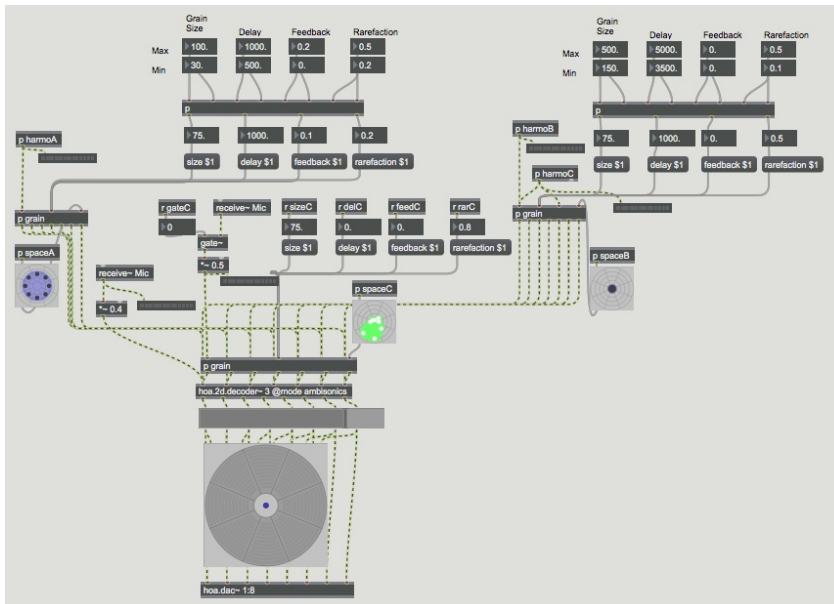 Grain
Size
Delay
Feedback
Rarefaction
Max
100.
1000.
0.2
0.5
Min
30.
500.
0.
0.2
p
75.
1000.
0.1
0.2
size $1
delay $1
feedback $1
rarefaction $1
Grain
Size
Delay
Feedback
Rarefaction
Max
500.
5000.
0.
0.5
Min
150.
3500.
0.
0.1
p
75.
1000.
0.
0.5
size $1
delay $1
feedback $1
rarefaction $1
p harmoA
p harmoB
p harmoC
p grain
p grain
p spaceA
p spaceB
r gateC
receive~ Mic
r sizeC
r delC
r feedC
r rarC
0
75.
0.
0.
0.8
gate~
size $1
delay $1
feedback $1
rarefaction $1
*~ 0.5
receive~ Mic
*~ 0.4
p spaceC
p grain
hoa.2d.decoder~ 3 @mode ambisonics
hoa.dac~ 1:8